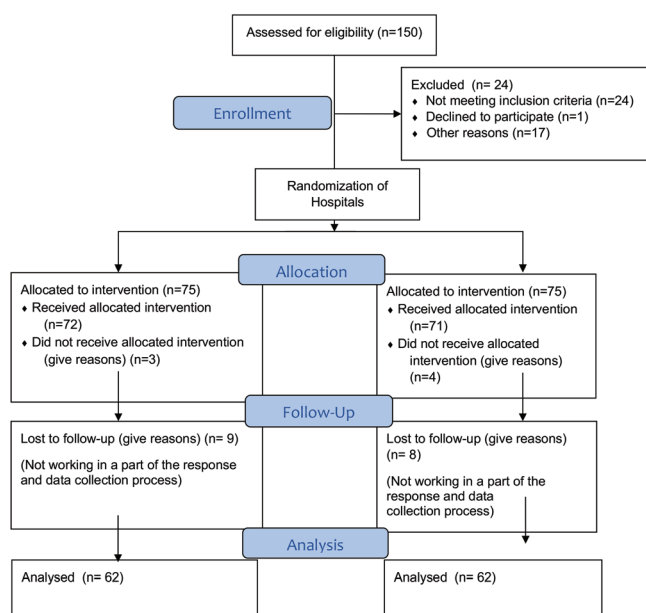 Assessed for eligibility (n=150)
Excluded (n= 24)
♦ Not meeting inclusion criteria (n=24)
♦ Declined to participate (n=1)
♦ Other reasons (n=17)
Enrollment
Randomization of
Hospitals
Allocation
Allocated to intervention (n=75)
♦ Received allocated intervention
(n=72)
♦ Did not receive allocated intervention
(give reasons) (n=3)
Allocated to intervention (n=75)
♦ Received allocated intervention
(n=71)
♦ Did not receive allocated
intervention (give reasons)
(n=4)
Follow-Up
Lost to follow-up (give reasons) (n= 9)
(Not working in a part of the response
and data collection process)
Lost to follow-up (give reasons)
(n= 8)
(Not working in a part of the
response and data
collection process)
Analysis
Analysed (n= 62)
Analysed (n= 62)